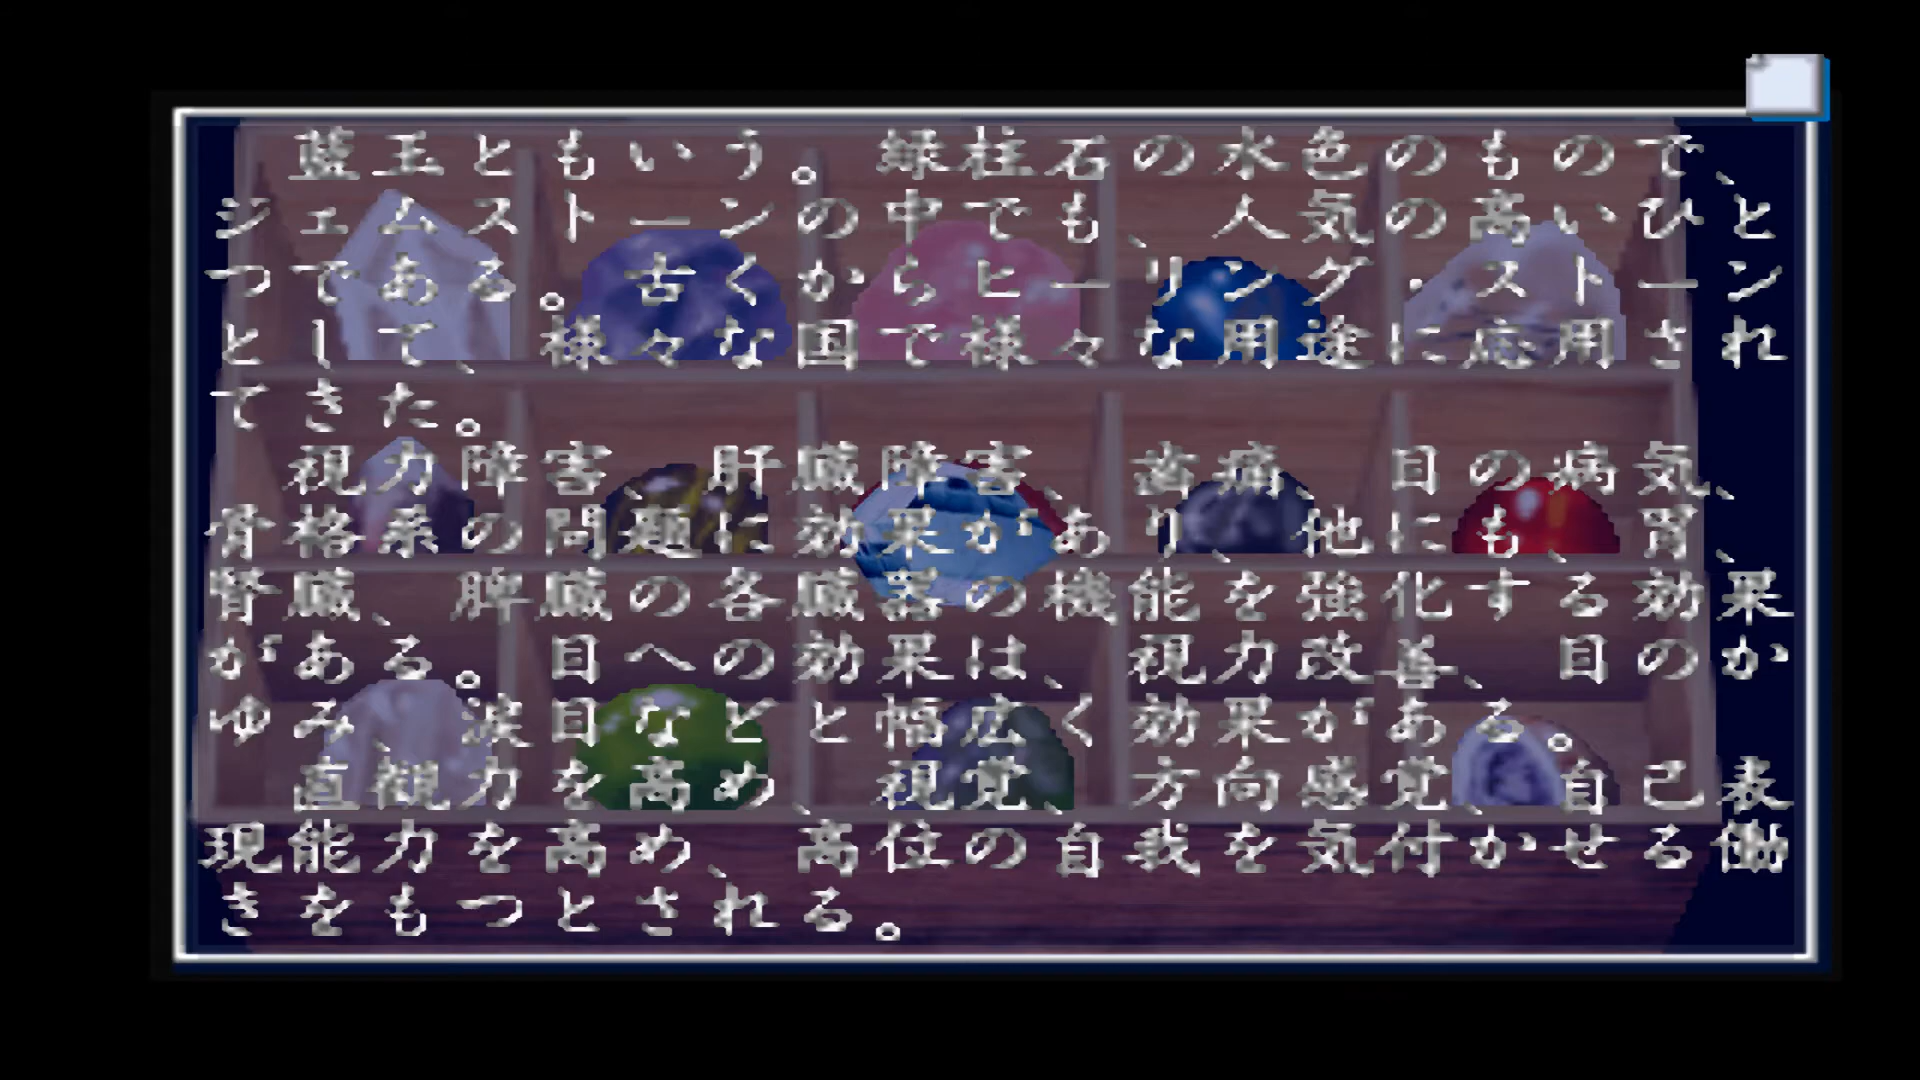 藍玉ともいう。緑柱石の水色のもので、
ジェムストーンの中でも、人気の高いひと
つである。古くからヒーリング・ストーン
として、様々な国で様々な用途に応用され
てきた。
視力障害、肝臓障害、歯痛、目の病気、
骨格系の問題に効果があり、他にも、胃、
腎臓、脾臓の各臓器の機能を強化する効果
がある。目への効果は、視力改善、目のか
ゆみ、涙目などと幅広く効果がある。
直観力を高め、視覚、方向感覚、自己表
現能力を高め、高位の自我を気付かせる働
きをもつとされる。